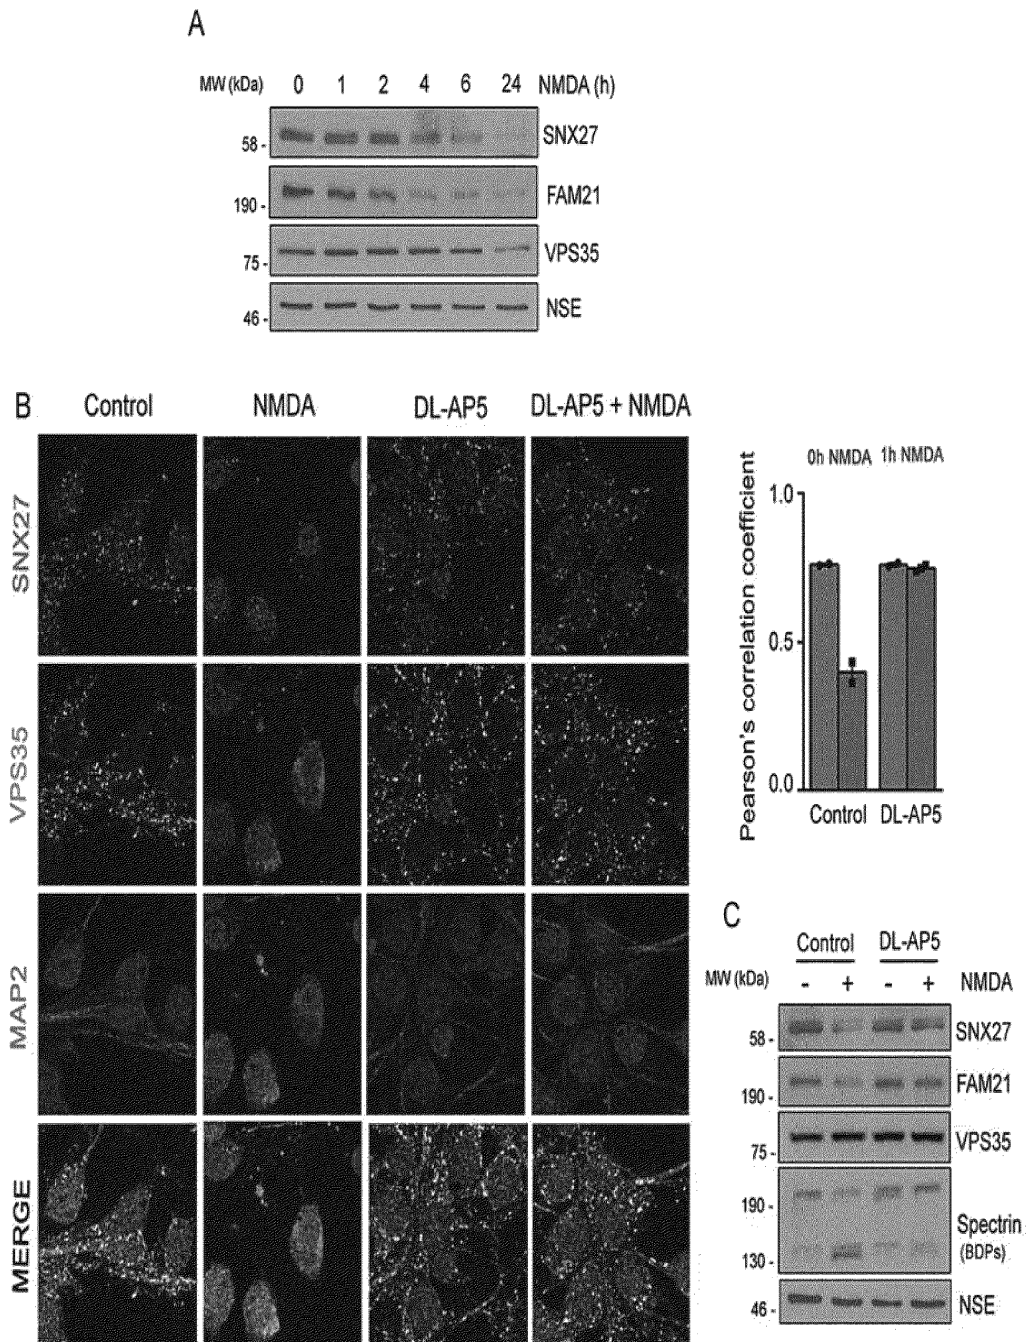 A
MW (kDa) 0 1 2 4 6 24 NMDA (h)
58 - SNX27
190 - FAM21
75 - VPS35
46 - NSE
B
Control NMDA DL-AP5 DL-AP5 + NMDA
SNX27
VPS35
MAP2
MERGE
0h NMDA 1h NMDA
Pearson's correlation coefficient
1.0
0.5
0.0
Control DL-AP5
C
Control DL-AP5
MW (kDa) - + - + NMDA
58 - SNX27
190 - FAM21
75 - VPS35
190 -
Spectrin
(BDPs)
130 -
46 - NSE